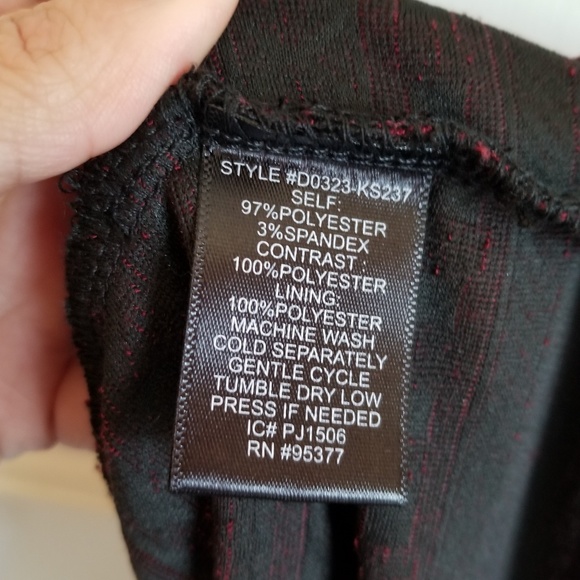 STYLE #D0323-KS237
SELF:
97%POLYESTER
3%SPANDEX
CONTRAST :
100%POLYESTER
LINING:
100%POLYESTER
MACHINE WASH
COLD SEPARATELY
GENTLE CYCLE
TUMBLE DRY LOW
PRESS IF NEEDED
IC# PJ1506
RN #95377